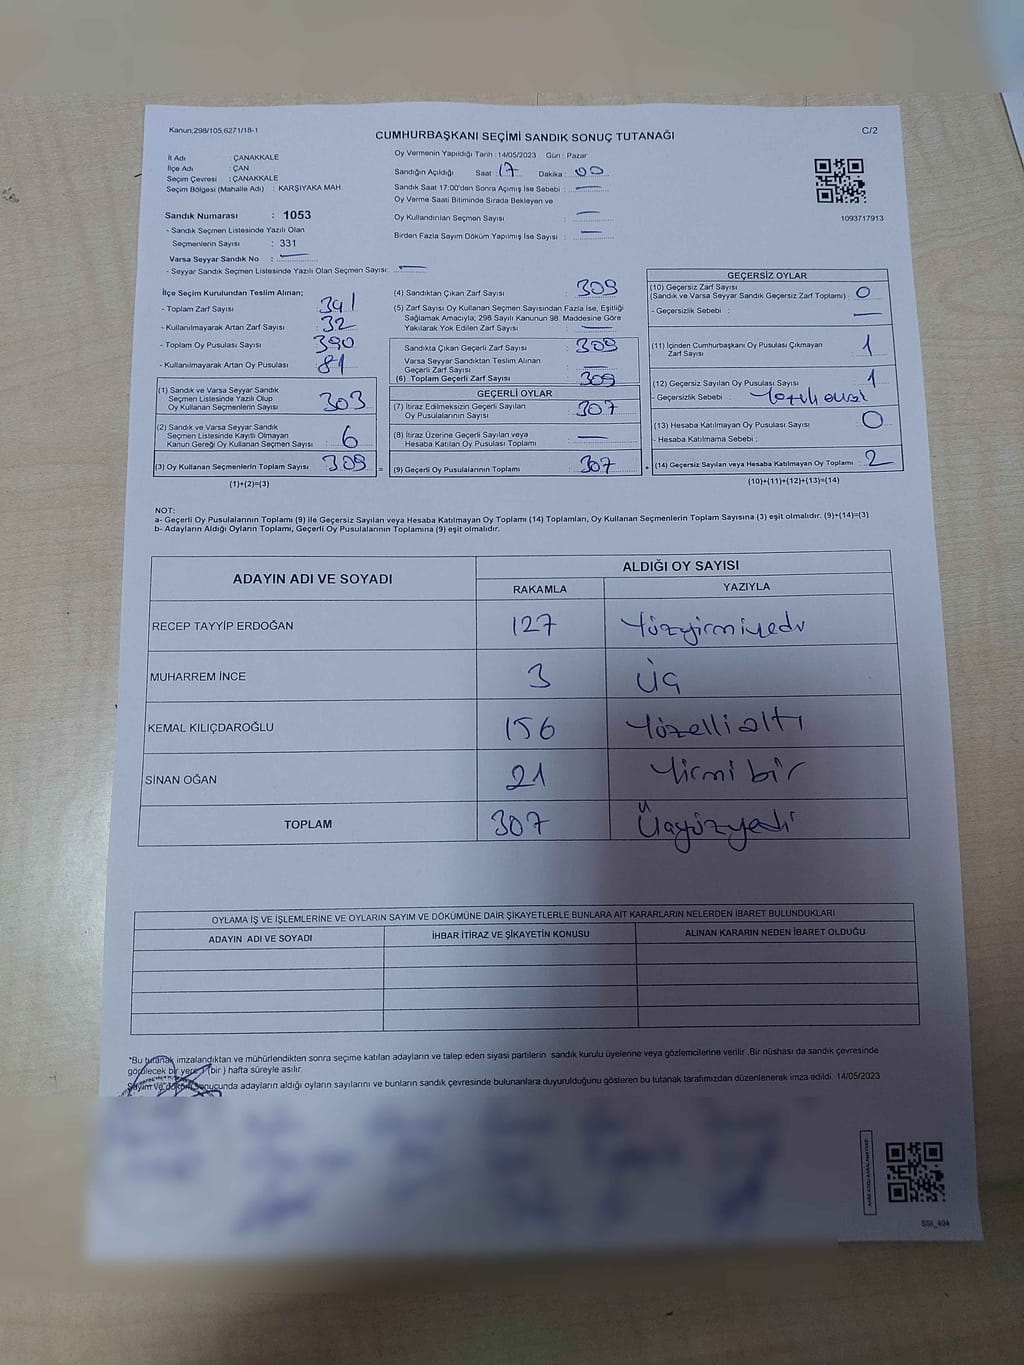 Kanun,298/105,6271/18-1
CUMHURBAŞKANI SEÇİMİ SANDIK SONUÇ TUTANAĞI
C/2
İl Adı : ÇANAKKALE
İlçe Adı : ÇAN
Seçim Çevresi : ÇANAKKALE
Seçim Bölgesi (Mahalle Adı) : KARŞIYAKA MAH.
Sandık Numarası : 1053
- Sandık Seçmen Listesinde Yazılı Olan
Seçmenlerin Sayısı : 331
Varsa Seyyar Sandık No : —
- Seyyar Sandık Seçmen Listesinde Yazılı Olan Seçmen Sayısı: —
Oy Vermenin Yapıldığı Tarih : 14/05/2023 Gün : Pazar
Sandığın Açıldığı Saat : 17 Dakika : 00
Sandık Saat 17:00'den Sonra Açımış İse Sebebi : —
Oy Verme Saati Bitiminde Sırada Bekleyen ve
Oy Kullandırılan Seçmen Sayısı : —
Birden Fazla Sayım Döküm Yapılmış İse Sayısı : —
1093717913
İlçe Seçim Kurulundan Teslim Alınan;
- Toplam Zarf Sayısı : 341
- Kullanılmayarak Artan Zarf Sayısı : 32
- Toplam Oy Pusulası Sayısı : 390
- Kullanılmayarak Artan Oy Pusulası : 81
(1) Sandık ve Varsa Seyyar Sandık
Seçmen Listesinde Yazılı Olup
Oy Kullanan Seçmenlerin Sayısı : 303
(2) Sandık ve Varsa Seyyar Sandık
Seçmen Listesinde Kayıtlı Olmayan
Kanun Gereği Oy Kullanan Seçmen Sayısı : 6
(3) Oy Kullanan Seçmenlerin Toplam Sayısı : 309 =
(1)+(2)=(3)
(4) Sandıktan Çıkan Zarf Sayısı : 309
(5) Zarf Sayısı Oy Kullanan Seçmen Sayısından Fazla İse, Eşitliği
Sağlamak Amacıyla; 298 Sayılı Kanunun 98. Maddesine Göre
Yakılarak Yok Edilen Zarf Sayısı : —
Sandıkta Çıkan Geçerli Zarf Sayısı : 309
Varsa Seyyar Sandıktan Teslim Alınan
Geçerli Zarf Sayısı : —
(6) Toplam Geçerli Zarf Sayısı : 309
GEÇERLİ OYLAR
(7) İtiraz Edilmeksizin Geçerli Sayılan
Oy Pusulalarının Sayısı : 307
(8) İtiraz Üzerine Geçerli Sayılan veya
Hesaba Katılan Oy Pusulası Toplamı : —
(9) Geçerli Oy Pusulalarının Toplamı : 307 +
GEÇERSİZ OYLAR
(10) Geçersiz Zarf Sayısı
(Sandık ve Varsa Seyyar Sandık Geçersiz Zarf Toplamı) : 0
- Geçersizlik Sebebi : —
(11) İçinden Cumhurbaşkanı Oy Pusulası Çıkmayan
Zarf Sayısı : 1
(12) Geçersiz Sayılan Oy Pusulası Sayısı : 1
- Geçersizlik Sebebi :
(13) Hesaba Katılmayan Oy Pusulası Sayısı : 0
- Hesaba Katılmama Sebebi :
(14) Geçersiz Sayılan veya Hesaba Katılmayan Oy Toplamı : 2
(10)+(11)+(12)+(13)=(14)
NOT:
a- Geçerli Oy Pusulalarının Toplamı (9) ile Geçersiz Sayılan veya Hesaba Katılmayan Oy Toplamı (14) Toplamları, Oy Kullanan Seçmenlerin Toplam Sayısına (3) eşit olmalıdır. (9)+(14)=(3)
b- Adayların Aldığı Oyların Toplamı, Geçerli Oy Pusulalarının Toplamına (9) eşit olmalıdır.
ADAYIN ADI VE SOYADI
ALDIĞI OY SAYISI
RAKAMLA YAZIYLA
RECEP TAYYİP ERDOĞAN 127 Yüzyirmiyedi
MUHARREM İNCE 3 Üç
KEMAL KILIÇDAROĞLU 156 Yüzellialtı
SİNAN OĞAN 21 Yirmi bir
TOPLAM 307 Üçyüzyedi
OYLAMA İŞ VE İŞLEMLERİNE VE OYLARIN SAYIM VE DÖKÜMÜNE DAİR ŞİKAYETLERLE BUNLARA AİT KARARLARIN NELERDEN İBARET BULUNDUKLARI
ADAYIN ADI VE SOYADI İHBAR İTİRAZ VE ŞİKAYETİN KONUSU ALINAN KARARIN NEDEN İBARET OLDUĞU
*Bu tutanak imzalandıktan ve mühürlendikten sonra seçime katılan adayların ve talep eden siyasi partilerin sandık kurulu üyelerine veya gözlemcilerine verilir .Bir nüshası da sandık çevresinde
görülecek bir yere 1 (bir ) hafta süreyle asılır.
Sayım ve döküm sonucunda adayların aldığı oyların sayılarını ve bunların sandık çevresinde bulunanlara duyurulduğunu gösteren bu tutanak tarafımızdan düzenlenerek imza edildi. 14/05/2023